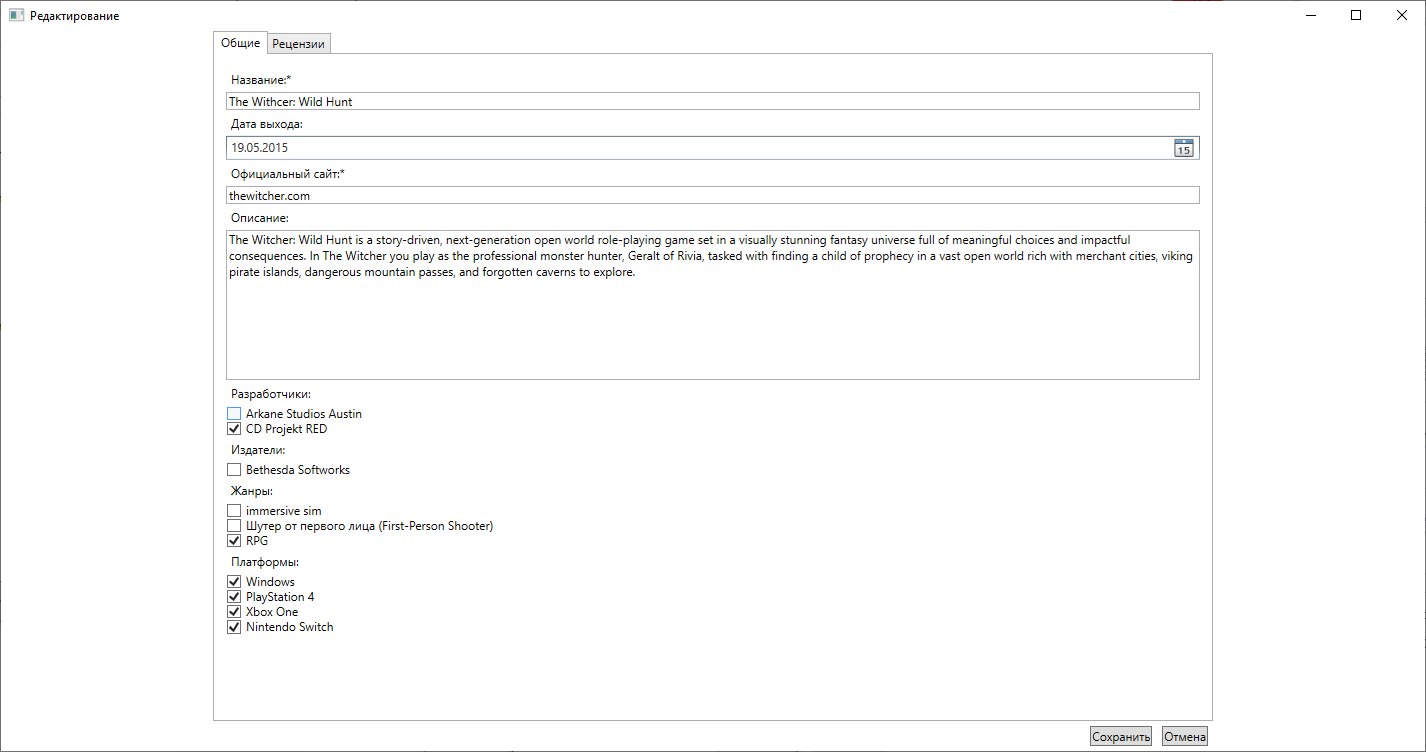 Редактирование
Общие
Рецензии
Название:*
The Withcer: Wild Hunt
Дата выхода:
19.05.2015
15
Официальный сайт:*
thewitcher.com
Описание:
The Witcher: Wild Hunt is a story-driven, next-generation open world role-playing game set in a visually stunning fantasy universe full of meaningful choices and impactful
consequences. In The Witcher you play as the professional monster hunter, Geralt of Rivia, tasked with finding a child of prophecy in a vast open world rich with merchant cities, viking
pirate islands, dangerous mountain passes, and forgotten caverns to explore.
Разработчики:
Arkane Studios Austin
CD Projekt RED
Издатели:
Bethesda Softworks
Жанры:
immersive sim
Шутер от первого лица (First-Person Shooter)
RPG
Платформы:
Windows
PlayStation 4
Xbox One
Nintendo Switch
Сохранить
Отмена